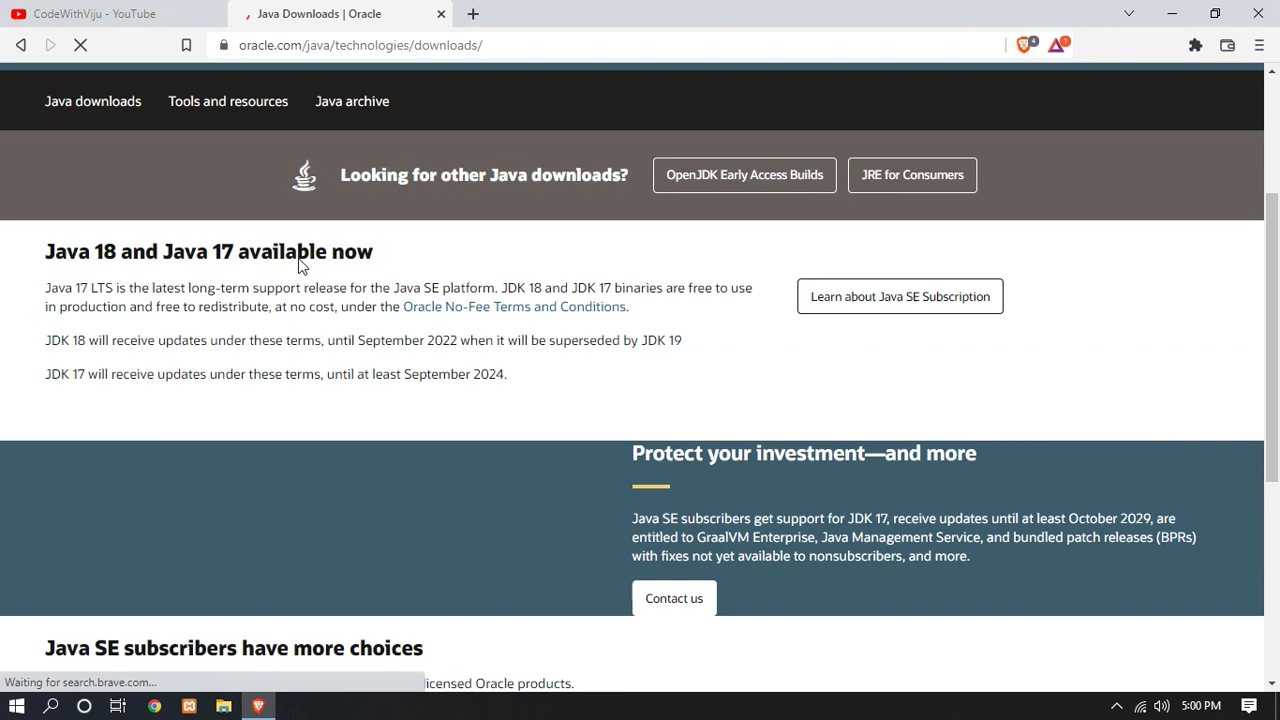 CodeWithViju - YouTube
Java Downloads | Oracle
oracle.com/java/technologies/downloads/
4
1
Java downloads
Tools and resources
Java archive
Looking for other Java downloads?
OpenJDK Early Access Builds
JRE for Consumers
Java 18 and Java 17 available now
Java 17 LTS is the latest long-term support release for the Java SE platform. JDK 18 and JDK 17 binaries are free to use
in production and free to redistribute, at no cost, under the Oracle No-Fee Terms and Conditions.
Learn about Java SE Subscription
JDK 18 will receive updates under these terms, until September 2022 when it will be superseded by JDK 19
JDK 17 will receive updates under these terms, until at least September 2024.
Protect your investment—and more
Java SE subscribers get support for JDK 17, receive updates until at least October 2029, are
entitled to GraalVM Enterprise, Java Management Service, and bundled patch releases (BPRs)
with fixes not yet available to nonsubscribers, and more.
Contact us
Java SE subscribers have more choices
licensed Oracle products.
Waiting for search.brave.com...
5:00 PM